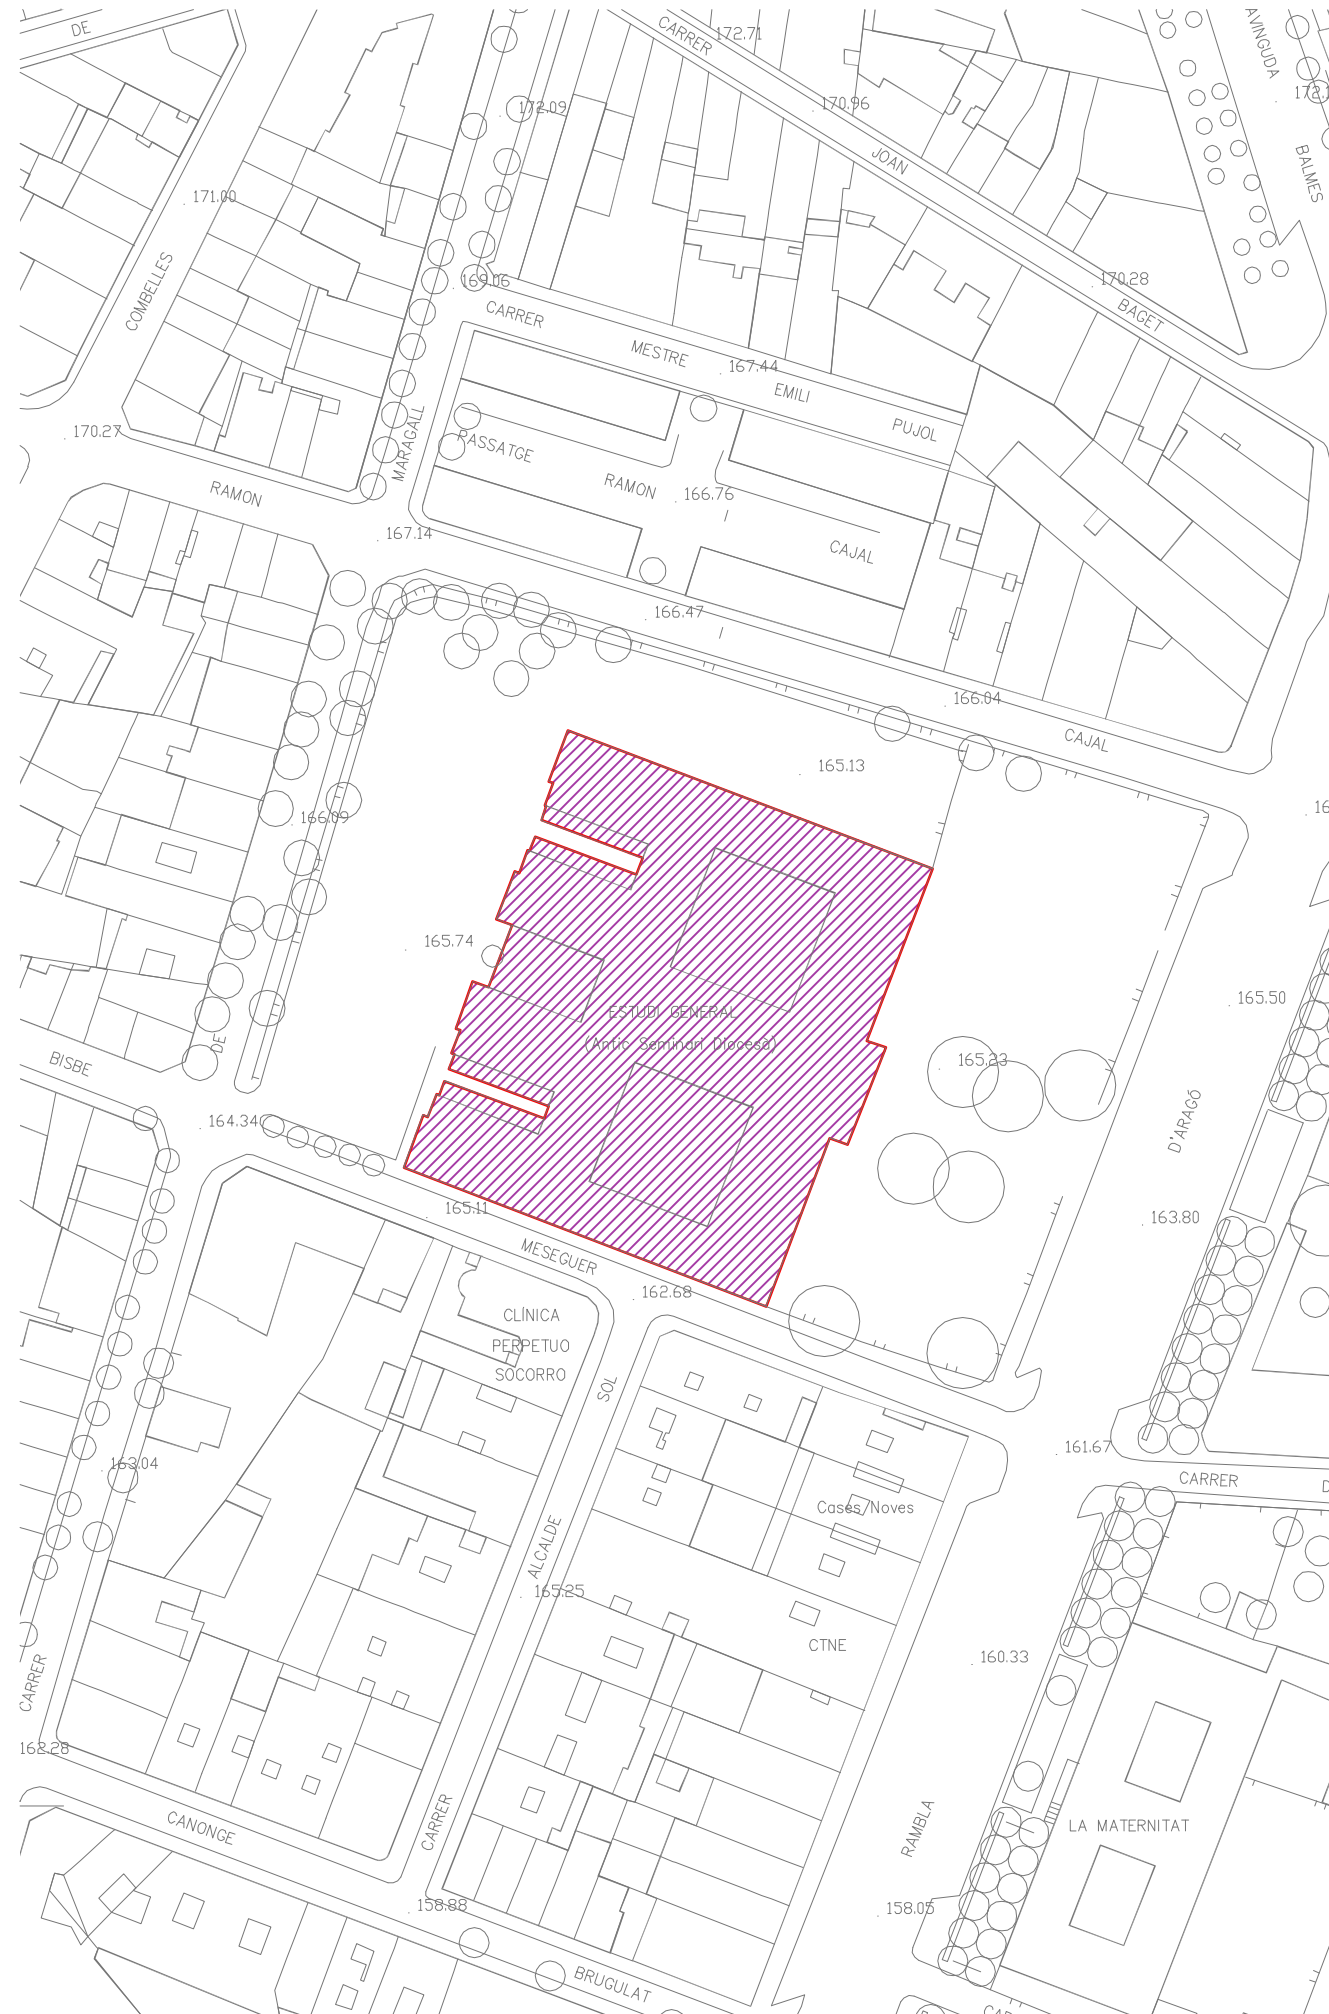 DE
CARRER
172.71
AVINGUDA
172.09
170.96
JOAN
BALMES
171.00
COMBELLES
169.06
170.28
CARRER
BAGET
MESTRE
167.44
EMILI
PUJOL
170.27
MARAGALL
PASSATGE
RAMON
RAMON
166.76
167.14
CAJAL
166.47
166.04
CAJAL
165.13
166.09
165.74
165.50
ESTUDI GENERAL
(Antic Seminari Diocesà)
DE
BISBE
165.23
D'ARAGÓ
164.34
165.11
163.80
MESEGUER
162.68
CLÍNICA
PERPETUO
SOCORRO
SOL
161.67
163.04
CARRER
Cases/Noves
ALCALDE
165.25
CTNE
160.33
CARRER
162.28
CANONGE
CARRER
RAMBLA
LA MATERNITAT
158.88
158.05
BRUGULAT